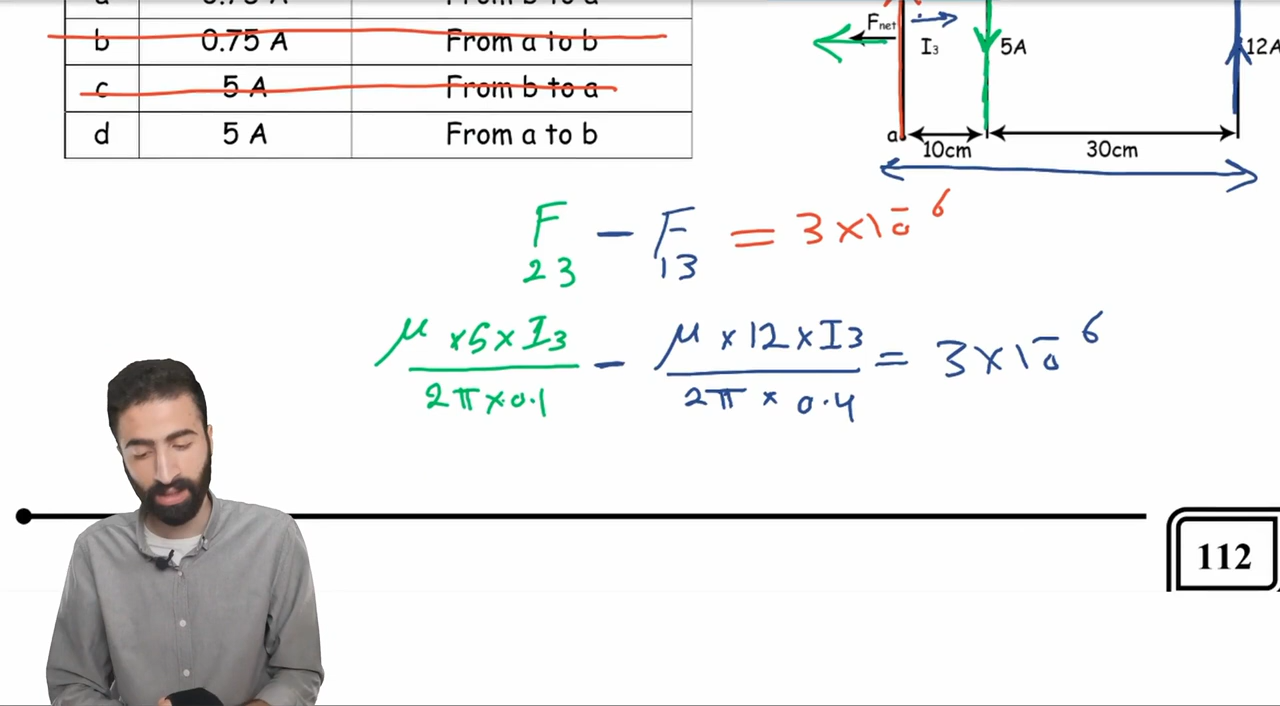 b 0.75 A From a to b
c 5 A From b to a
d 5 A From a to b
Fnet
I₃
5A
12A
a
10cm
30cm
F₂₃ − F₁₃ = 3×10⁻⁶
μ ×5× I₃ / 2π×0.1 − μ ×12×I₃ / 2π × 0.4 = 3×10⁻⁶
112